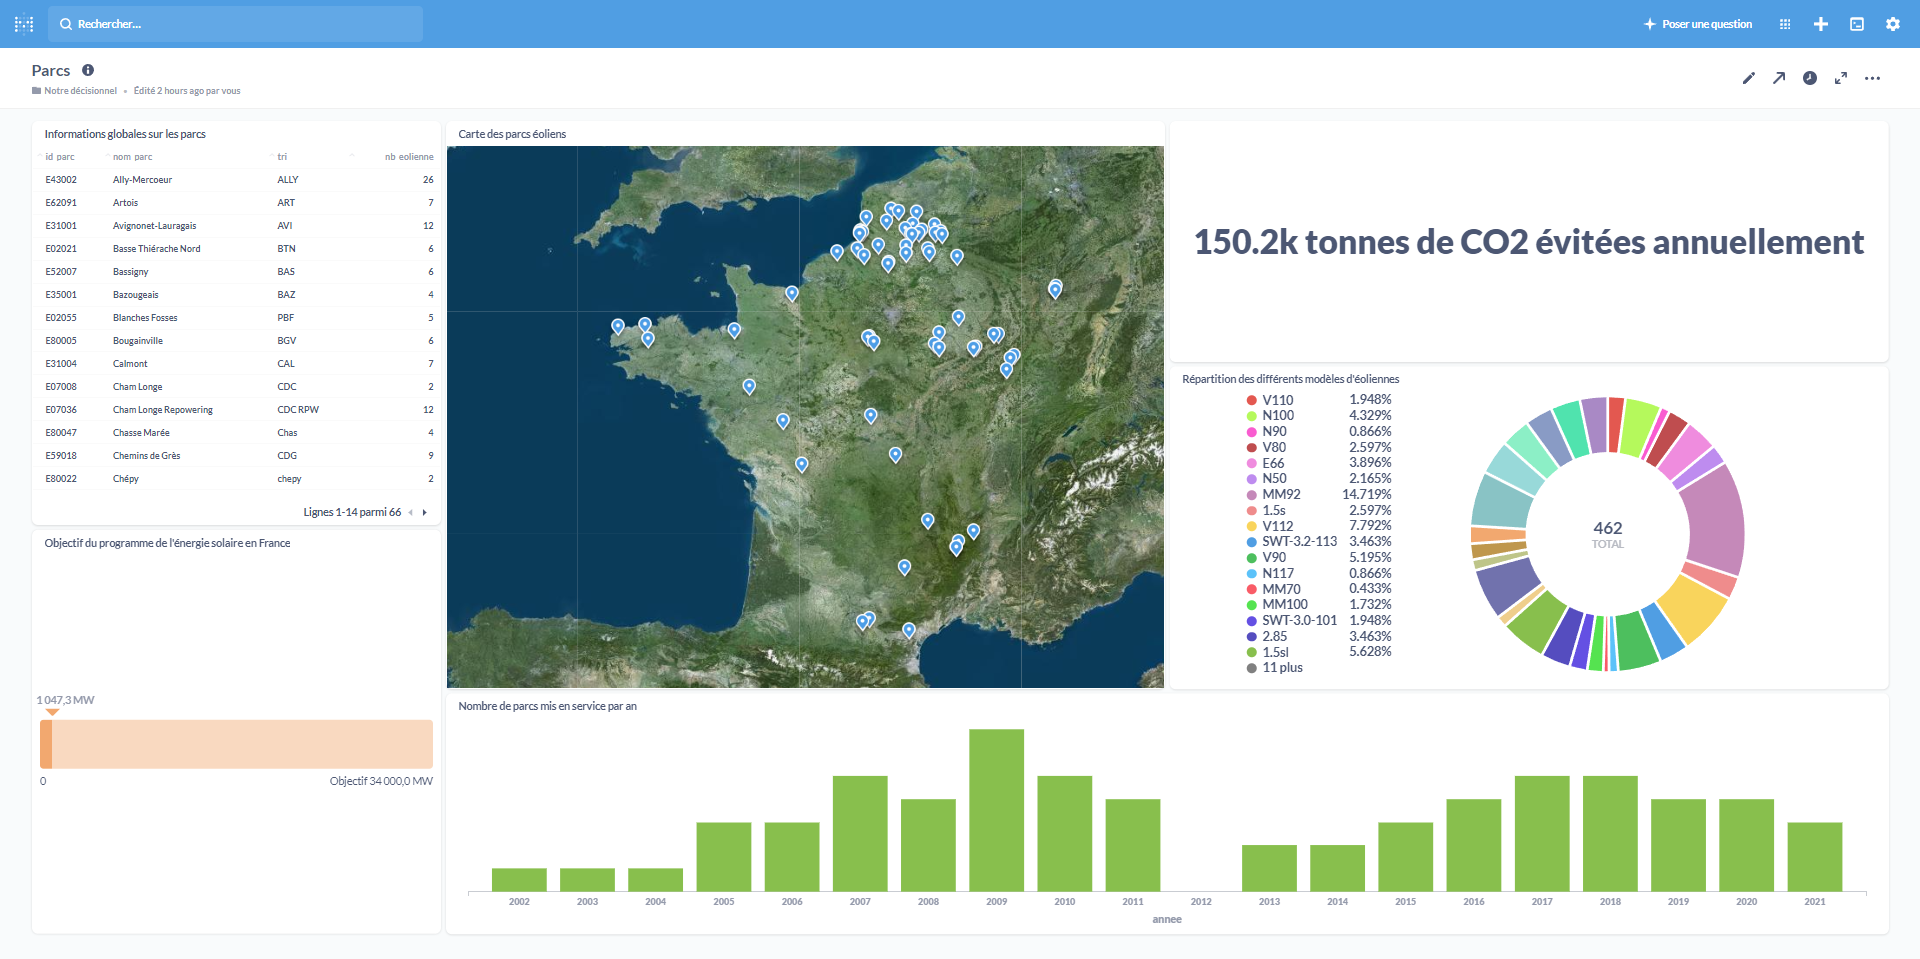 Rechercher...
Poser une question
Parcs
Notre décisionnel • Édité 2 hours ago par vous
Informations globales sur les parcs
id parc nom parc tri nb eolienne
E43002 Ally-Mercoeur ALLY 26
E62091 Artois ART 7
E31001 Avignonet-Lauragais AVI 12
E02021 Basse Thiérache Nord BTN 6
E52007 Bassigny BAS 6
E35001 Bazougeais BAZ 4
E02055 Blanches Fosses PBF 5
E80005 Bougainville BGV 6
E31004 Calmont CAL 7
E07008 Cham Longe CDC 2
E07036 Cham Longe Repowering CDC RPW 12
E80047 Chasse Marée Chas 4
E59018 Chemins de Grès CDG 9
E80022 Chépy chepy 2
Lignes 1-14 parmi 66
Carte des parcs éoliens
150.2k tonnes de CO2 évitées annuellement
Répartition des différents modèles d'éoliennes
V110 1.948%
N100 4.329%
N90 0.866%
V80 2.597%
E66 3.896%
N50 2.165%
MM92 14.719%
1.5s 2.597%
V112 7.792%
SWT-3.2-113 3.463%
V90 5.195%
N117 0.866%
MM70 0.433%
MM100 1.732%
SWT-3.0-101 1.948%
2.85 3.463%
1.5sl 5.628%
11 plus
462
TOTAL
Objectif du programme de l'énergie solaire en France
1 047,3 MW
0 Objectif 34 000,0 MW
Nombre de parcs mis en service par an
2002 2003 2004 2005 2006 2007 2008 2009 2010 2011 2012 2013 2014 2015 2016 2017 2018 2019 2020 2021
annee